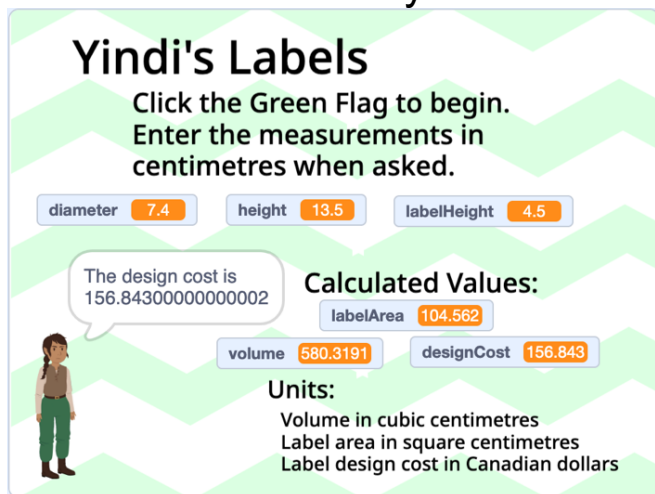 Yindi's Labels
Click the Green Flag to begin.
Enter the measurements in
centimetres when asked.
diameter 7.4 height 13.5 labelHeight 4.5
The design cost is
156.84300000000002
Calculated Values:
labelArea 104.562
volume 580.3191 designCost 156.843
Units:
Volume in cubic centimetres
Label area in square centimetres
Label design cost in Canadian dollars